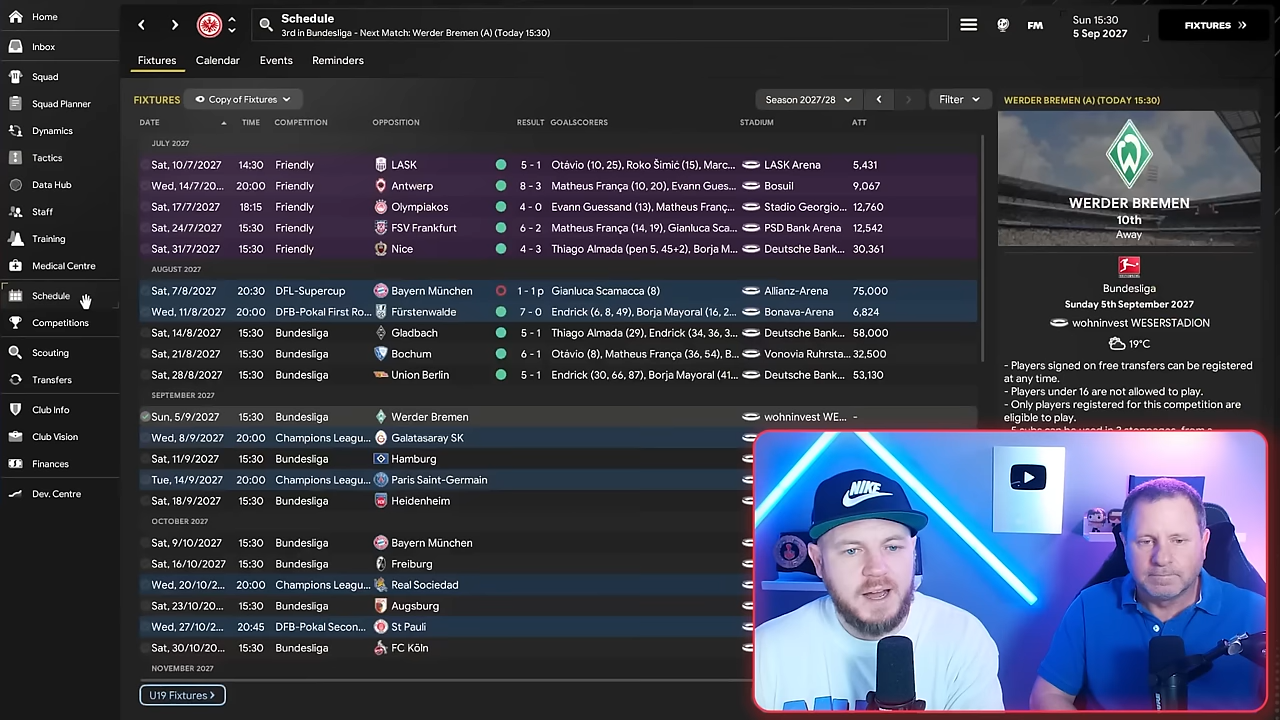 Home
Inbox
Squad
Squad Planner
Dynamics
Tactics
Data Hub
Staff
Training
Medical Centre
Schedule
Competitions
Scouting
Transfers
Club Info
Club Vision
Finances
Dev. Centre
Schedule
3rd in Bundesliga - Next Match: Werder Bremen (A) (Today 15:30)
FM
Sun 15:30
5 Sep 2027
FIXTURES
Fixtures Calendar Events Reminders
FIXTURES Copy of Fixtures Season 2027/28 Filter
DATE TIME COMPETITION OPPOSITION RESULT GOALSCORERS STADIUM ATT
JULY 2027
Sat, 10/7/2027 14:30 Friendly LASK 5 - 1 Otávio (10, 25), Roko Šimić (15), Marc... LASK Arena 5,431
Wed, 14/7/20... 20:00 Friendly Antwerp 8 - 3 Matheus França (10, 20), Evann Gues... Bosuil 9,067
Sat, 17/7/2027 18:15 Friendly Olympiakos 4 - 0 Evann Guessand (13), Matheus Franç... Stadio Georgio... 12,760
Sat, 24/7/2027 15:30 Friendly FSV Frankfurt 6 - 2 Matheus França (14, 19), Gianluca Sca... PSD Bank Arena 12,542
Sat, 31/7/2027 15:30 Friendly Nice 4 - 3 Thiago Almada (pen 5, 45+2), Borja M... Deutsche Bank... 30,361
AUGUST 2027
Sat, 7/8/2027 20:30 DFL-Supercup Bayern München 1 - 1 p Gianluca Scamacca (8) Allianz-Arena 75,000
Wed, 11/8/2027 20:00 DFB-Pokal First Ro... Fürstenwalde 7 - 0 Endrick (6, 8, 49), Borja Mayoral (16, 2... Bonava-Arena 6,824
Sat, 14/8/2027 15:30 Bundesliga Gladbach 5 - 1 Thiago Almada (29), Endrick (34, 36, 3... Deutsche Bank... 58,000
Sat, 21/8/2027 15:30 Bundesliga Bochum 6 - 1 Otávio (8), Matheus França (36, 54), B... Vonovia Ruhrsta... 32,500
Sat, 28/8/2027 15:30 Bundesliga Union Berlin 5 - 1 Endrick (30, 66, 87), Borja Mayoral (41... Deutsche Bank... 53,130
SEPTEMBER 2027
Sun, 5/9/2027 15:30 Bundesliga Werder Bremen wohninvest WE... -
Wed, 8/9/2027 20:00 Champions Leagu... Galatasaray SK
Sat, 11/9/2027 15:30 Bundesliga Hamburg
Tue, 14/9/2027 20:00 Champions Leagu... Paris Saint-Germain
Sat, 18/9/2027 15:30 Bundesliga Heidenheim
OCTOBER 2027
Sat, 9/10/2027 15:30 Bundesliga Bayern München
Sat, 16/10/2027 15:30 Bundesliga Freiburg
Wed, 20/10/2... 20:00 Champions Leagu... Real Sociedad
Sat, 23/10/20... 15:30 Bundesliga Augsburg
Wed, 27/10/2... 20:45 DFB-Pokal Secon... St Pauli
Sat, 30/10/20... 15:30 Bundesliga FC Köln
NOVEMBER 2027
U19 Fixtures
WERDER BREMEN (A) (TODAY 15:30)
WERDER BREMEN
10th
Away
Bundesliga
Sunday 5th September 2027
wohninvest WESERSTADION
19°C
- Players signed on free transfers can be registered
at any time.
- Players under 16 are not allowed to play.
- Only players registered for this competition are
eligible to play.
NIKE